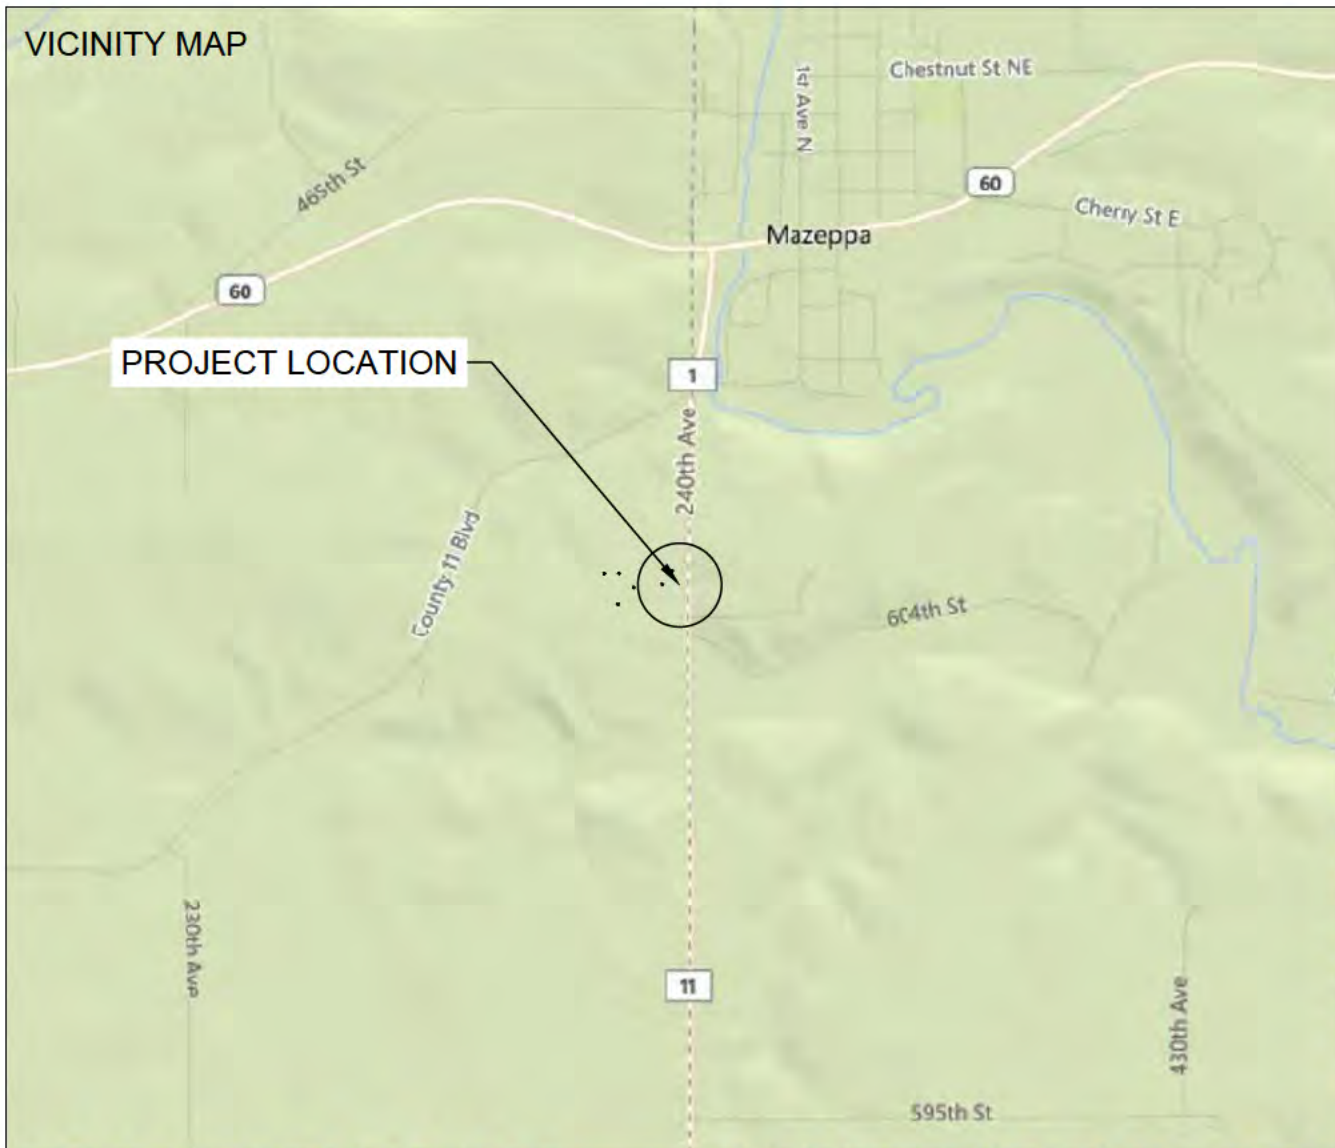 VICINITY MAP
Chestnut St NE
1st Ave N
465th St
60
Cherry St E
Mazeppa
60
PROJECT LOCATION
1
240th Ave
County 11 Blvd
604th St
230th Ave
11
430th Ave
595th St